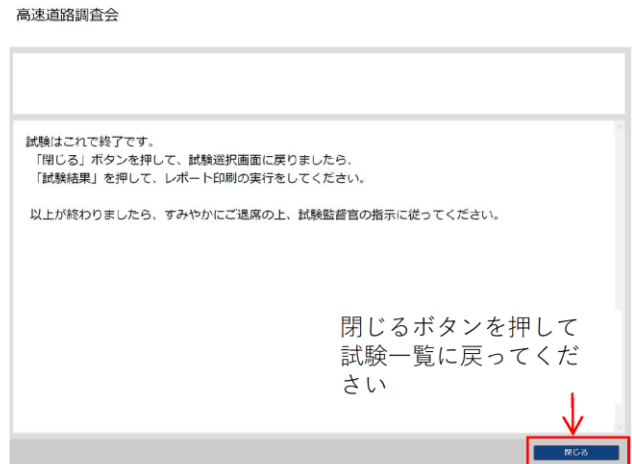 高速道路調査会
試験はこれで終了です。
「閉じる」ボタンを押して、試験選択画面に戻りましたら、
「試験結果」を押して、レポート印刷の実行をしてください。
以上が終わりましたら、すみやかにご退席の上、試験監督官の指示に従ってください。
閉じるボタンを押して
試験一覧に戻ってくだ
さい
閉じる